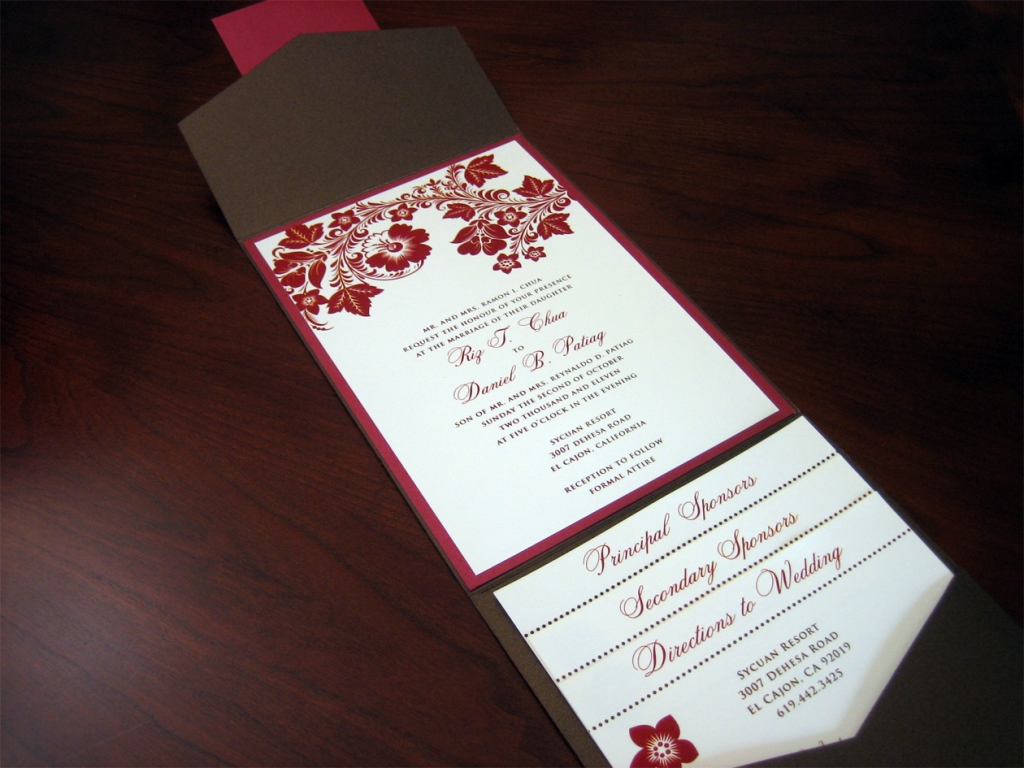 MR. AND MRS. RAMON I. CHUA
REQUEST THE HONOUR OF YOUR PRESENCE
AT THE MARRIAGE OF THEIR DAUGHTER
Riz T. Chua
TO
Daniel B. Patiag
SON OF MR. AND MRS. REYNALDO D. PATIAG
SUNDAY THE SECOND OF OCTOBER
TWO THOUSAND AND ELEVEN
AT FIVE O'CLOCK IN THE EVENING
SYCUAN RESORT
3007 DEHESA ROAD
EL CAJON, CALIFORNIA
RECEPTION TO FOLLOW
FORMAL ATTIRE
Principal Sponsors
Secondary Sponsors
Directions to Wedding
SYCUAN RESORT
3007 DEHESA ROAD
EL CAJON, CA 92019
619.442.3425